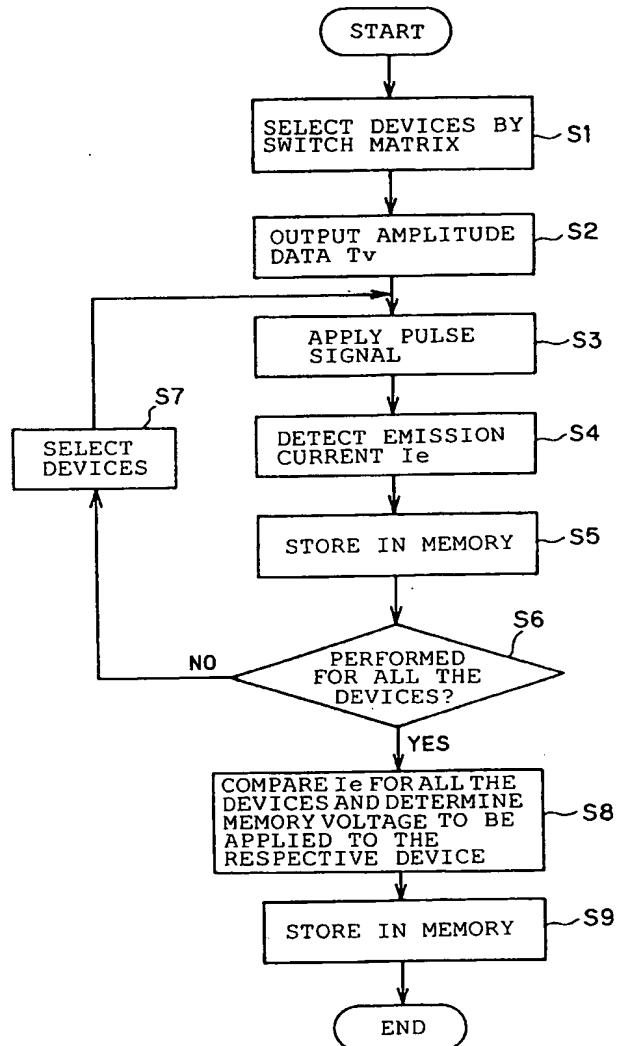 START
SELECT DEVICES BY
SWITCH MATRIX
S1
OUTPUT AMPLITUDE
DATA Tv
S2
APPLY PULSE
SIGNAL
S3
S7
SELECT
DEVICES
DETECT EMISSION
CURRENT Ie
S4
STORE IN MEMORY
S5
S6
NO
PERFORMED
FOR ALL THE
DEVICES?
YES
COMPARE Ie FOR ALL THE
DEVICES AND DETERMINE
MEMORY VOLTAGE TO BE
APPLIED TO THE
RESPECTIVE DEVICE
S8
STORE IN MEMORY
S9
END